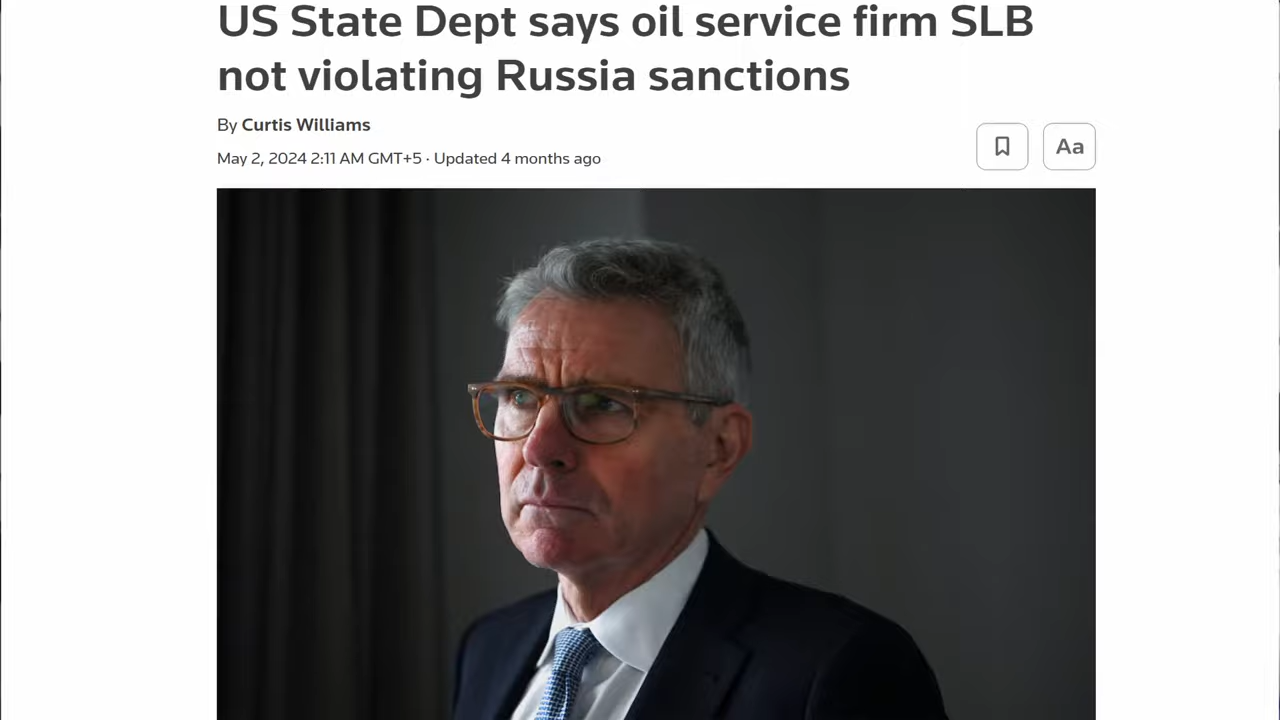 US State Dept says oil service firm SLB
not violating Russia sanctions
By Curtis Williams
May 2, 2024 2:11 AM GMT+5 · Updated 4 months ago
Aa